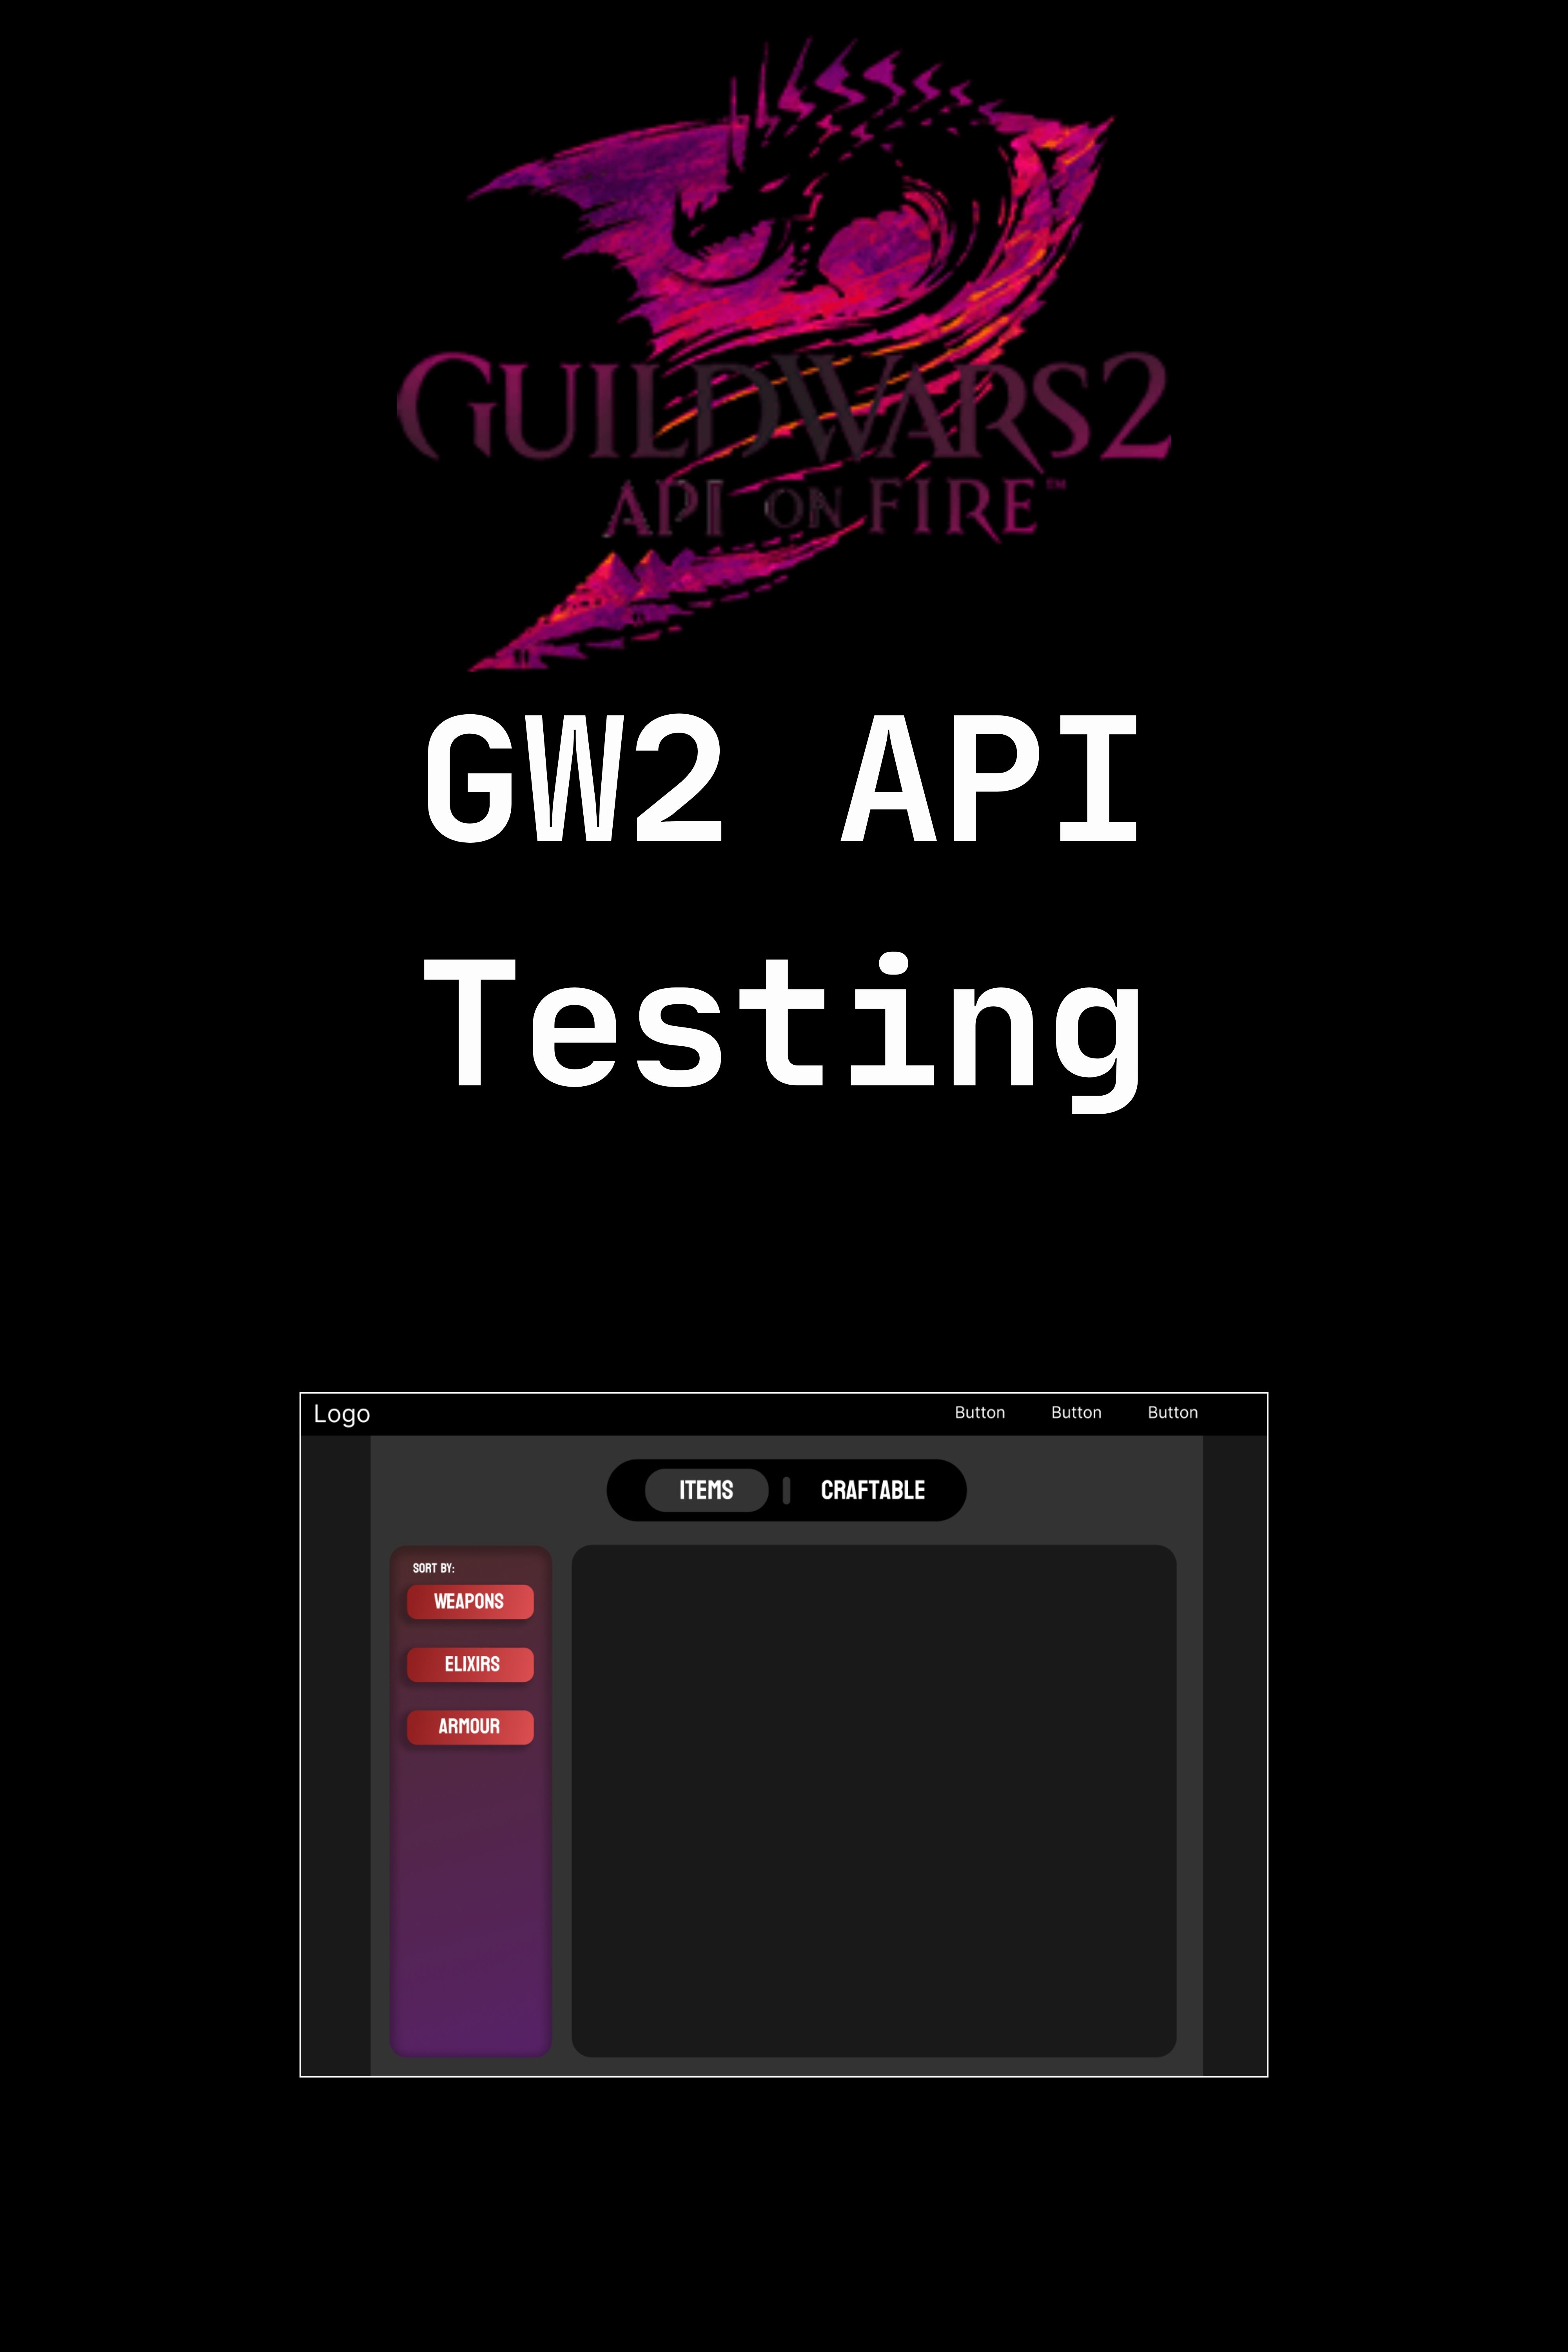 GUILDWARS2
API ON FIRE™
GW2 API
Testing
Logo Button Button Button
ITEMS CRAFTABLE
SORT BY:
WEAPONS
ELIXIRS
ARMOUR